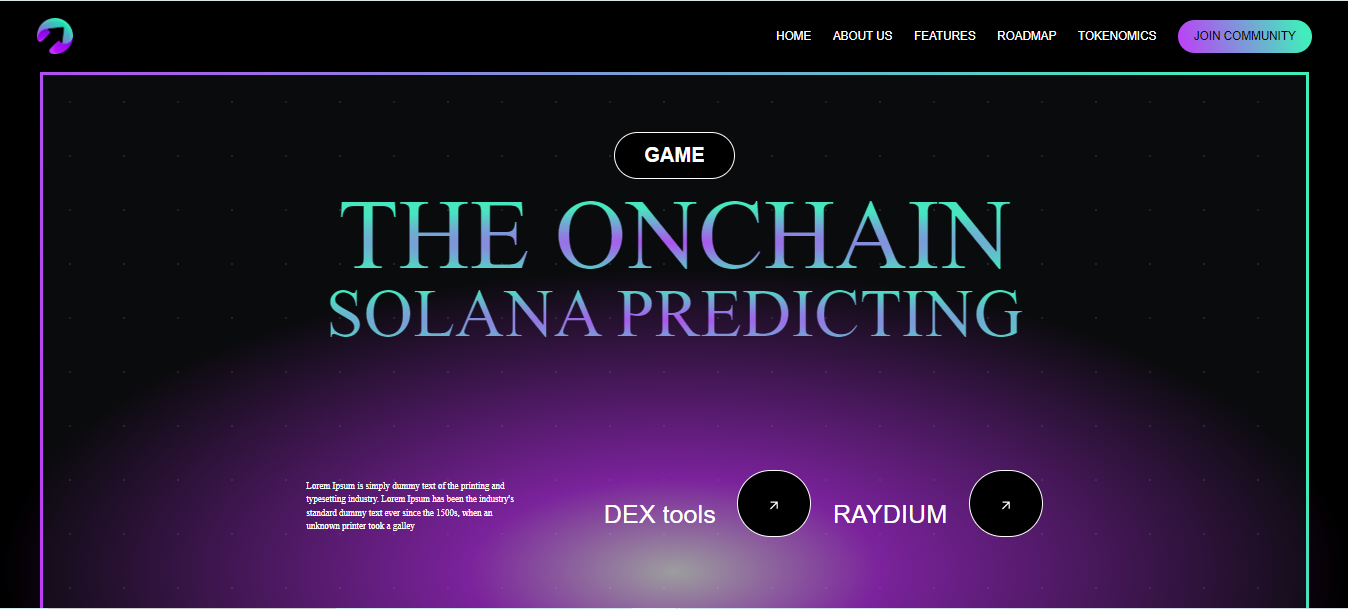 HOME ABOUT US FEATURES ROADMAP TOKENOMICS JOIN COMMUNITY
GAME
THE ONCHAIN
SOLANA PREDICTING
Lorem Ipsum is simply dummy text of the printing and
typesetting industry. Lorem Ipsum has been the industry's
standard dummy text ever since the 1500s, when an
unknown printer took a galley
DEX tools
RAYDIUM